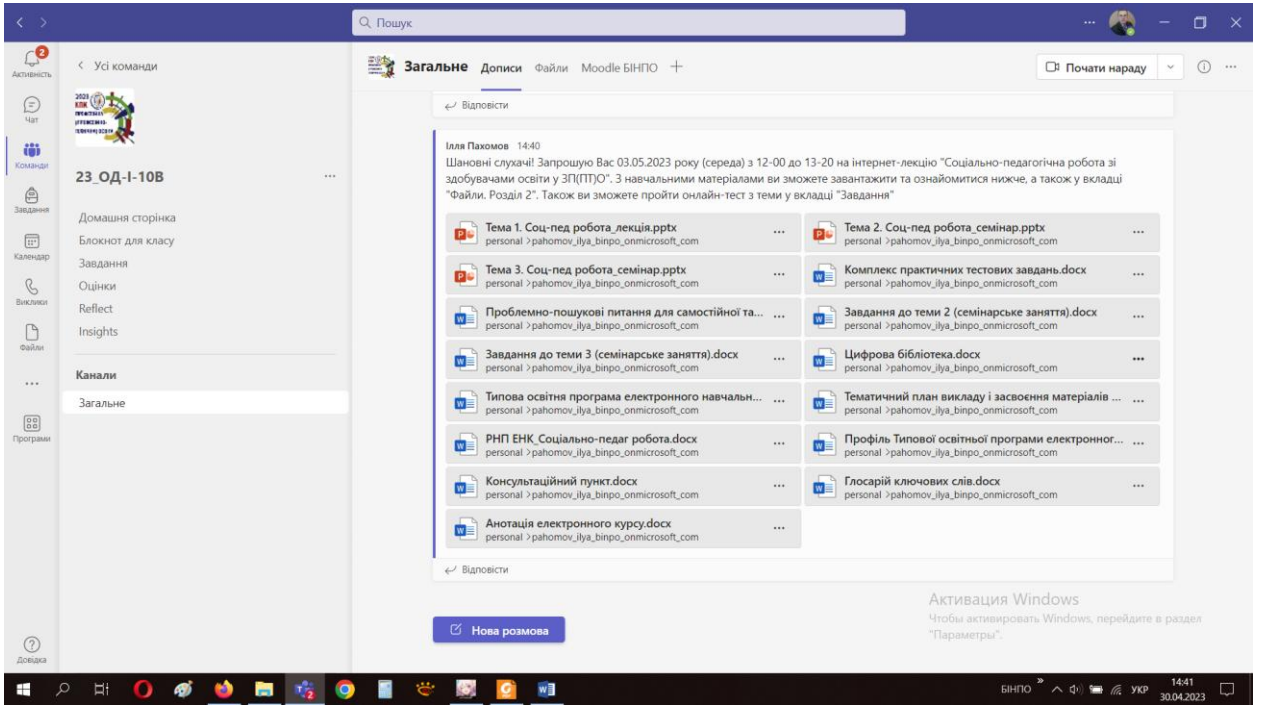 Пошук
2
Активність
Чат
Команди
Завдання
Календар
Виклики
Файли
Програми
Довідка
Усі команди
23_ОД-І-10В
Домашня сторінка
Блокнот для класу
Завдання
Оцінки
Reflect
Insights
Канали
Загальне
Загальне Дописи Файли Moodle БІНПО
Почати нараду
Відповісти
Ілля Пахомов 14:40
Шановні слухачі! Запрошую Вас 03.05.2023 року (середа) з 12-00 до 13-20 на інтернет-лекцію "Соціально-педагогічна робота зі
здобувачами освіти у ЗП(ПТ)О". З навчальними матеріалами ви зможете завантажити та ознайомитися нижче, а також у вкладці
"Файли. Розділ 2". Також ви зможете пройти онлайн-тест з теми у вкладці "Завдання"
Тема 1. Соц-пед робота_лекція.pptx
personal >pahomov_ilya_binpo_onmicrosoft_com
Тема 2. Соц-пед робота_семінар.pptx
personal >pahomov_ilya_binpo_onmicrosoft_com
Тема 3. Соц-пед робота_семінар.pptx
personal >pahomov_ilya_binpo_onmicrosoft_com
Комплекс практичних тестових завдань.docx
personal >pahomov_ilya_binpo_onmicrosoft_com
Проблемно-пошукові питання для самостійної та...
personal >pahomov_ilya_binpo_onmicrosoft_com
Завдання до теми 2 (семінарське заняття).docx
personal >pahomov_ilya_binpo_onmicrosoft_com
Завдання до теми 3 (семінарське заняття).docx
personal >pahomov_ilya_binpo_onmicrosoft_com
Цифрова бібліотека.docx
personal >pahomov_ilya_binpo_onmicrosoft_com
Типова освітня програма електронного навчальн...
personal >pahomov_ilya_binpo_onmicrosoft_com
Тематичний план викладу і засвоєння матеріалів ...
personal >pahomov_ilya_binpo_onmicrosoft_com
РНП ЕНК_Соціально-педаг робота.docx
personal >pahomov_ilya_binpo_onmicrosoft_com
Профіль Типової освітньої програми електронног...
personal >pahomov_ilya_binpo_onmicrosoft_com
Консультаційний пункт.docx
personal >pahomov_ilya_binpo_onmicrosoft_com
Глосарій ключових слів.docx
personal >pahomov_ilya_binpo_onmicrosoft_com
Анотація електронного курсу.docx
personal >pahomov_ilya_binpo_onmicrosoft_com
Відповісти
Нова розмова
Активация Windows
Чтобы активировать Windows, перейдите в раздел
"Параметры".
БІНПО
УКР
14:41
30.04.2023